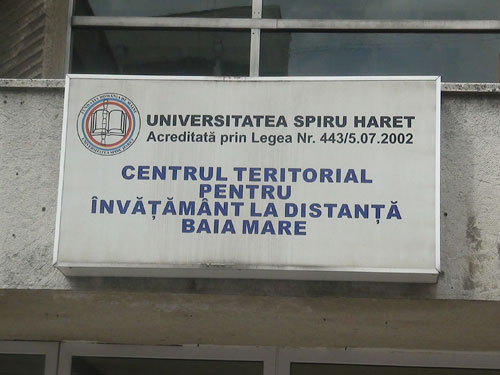 UNIVERSITATEA SPIRU HARET
Acreditată prin Legea Nr. 443/5.07.2002
CENTRUL TERITORIAL
PENTRU
ÎNVĂȚĂMÂNT LA DISTANȚĂ
BAIA MARE